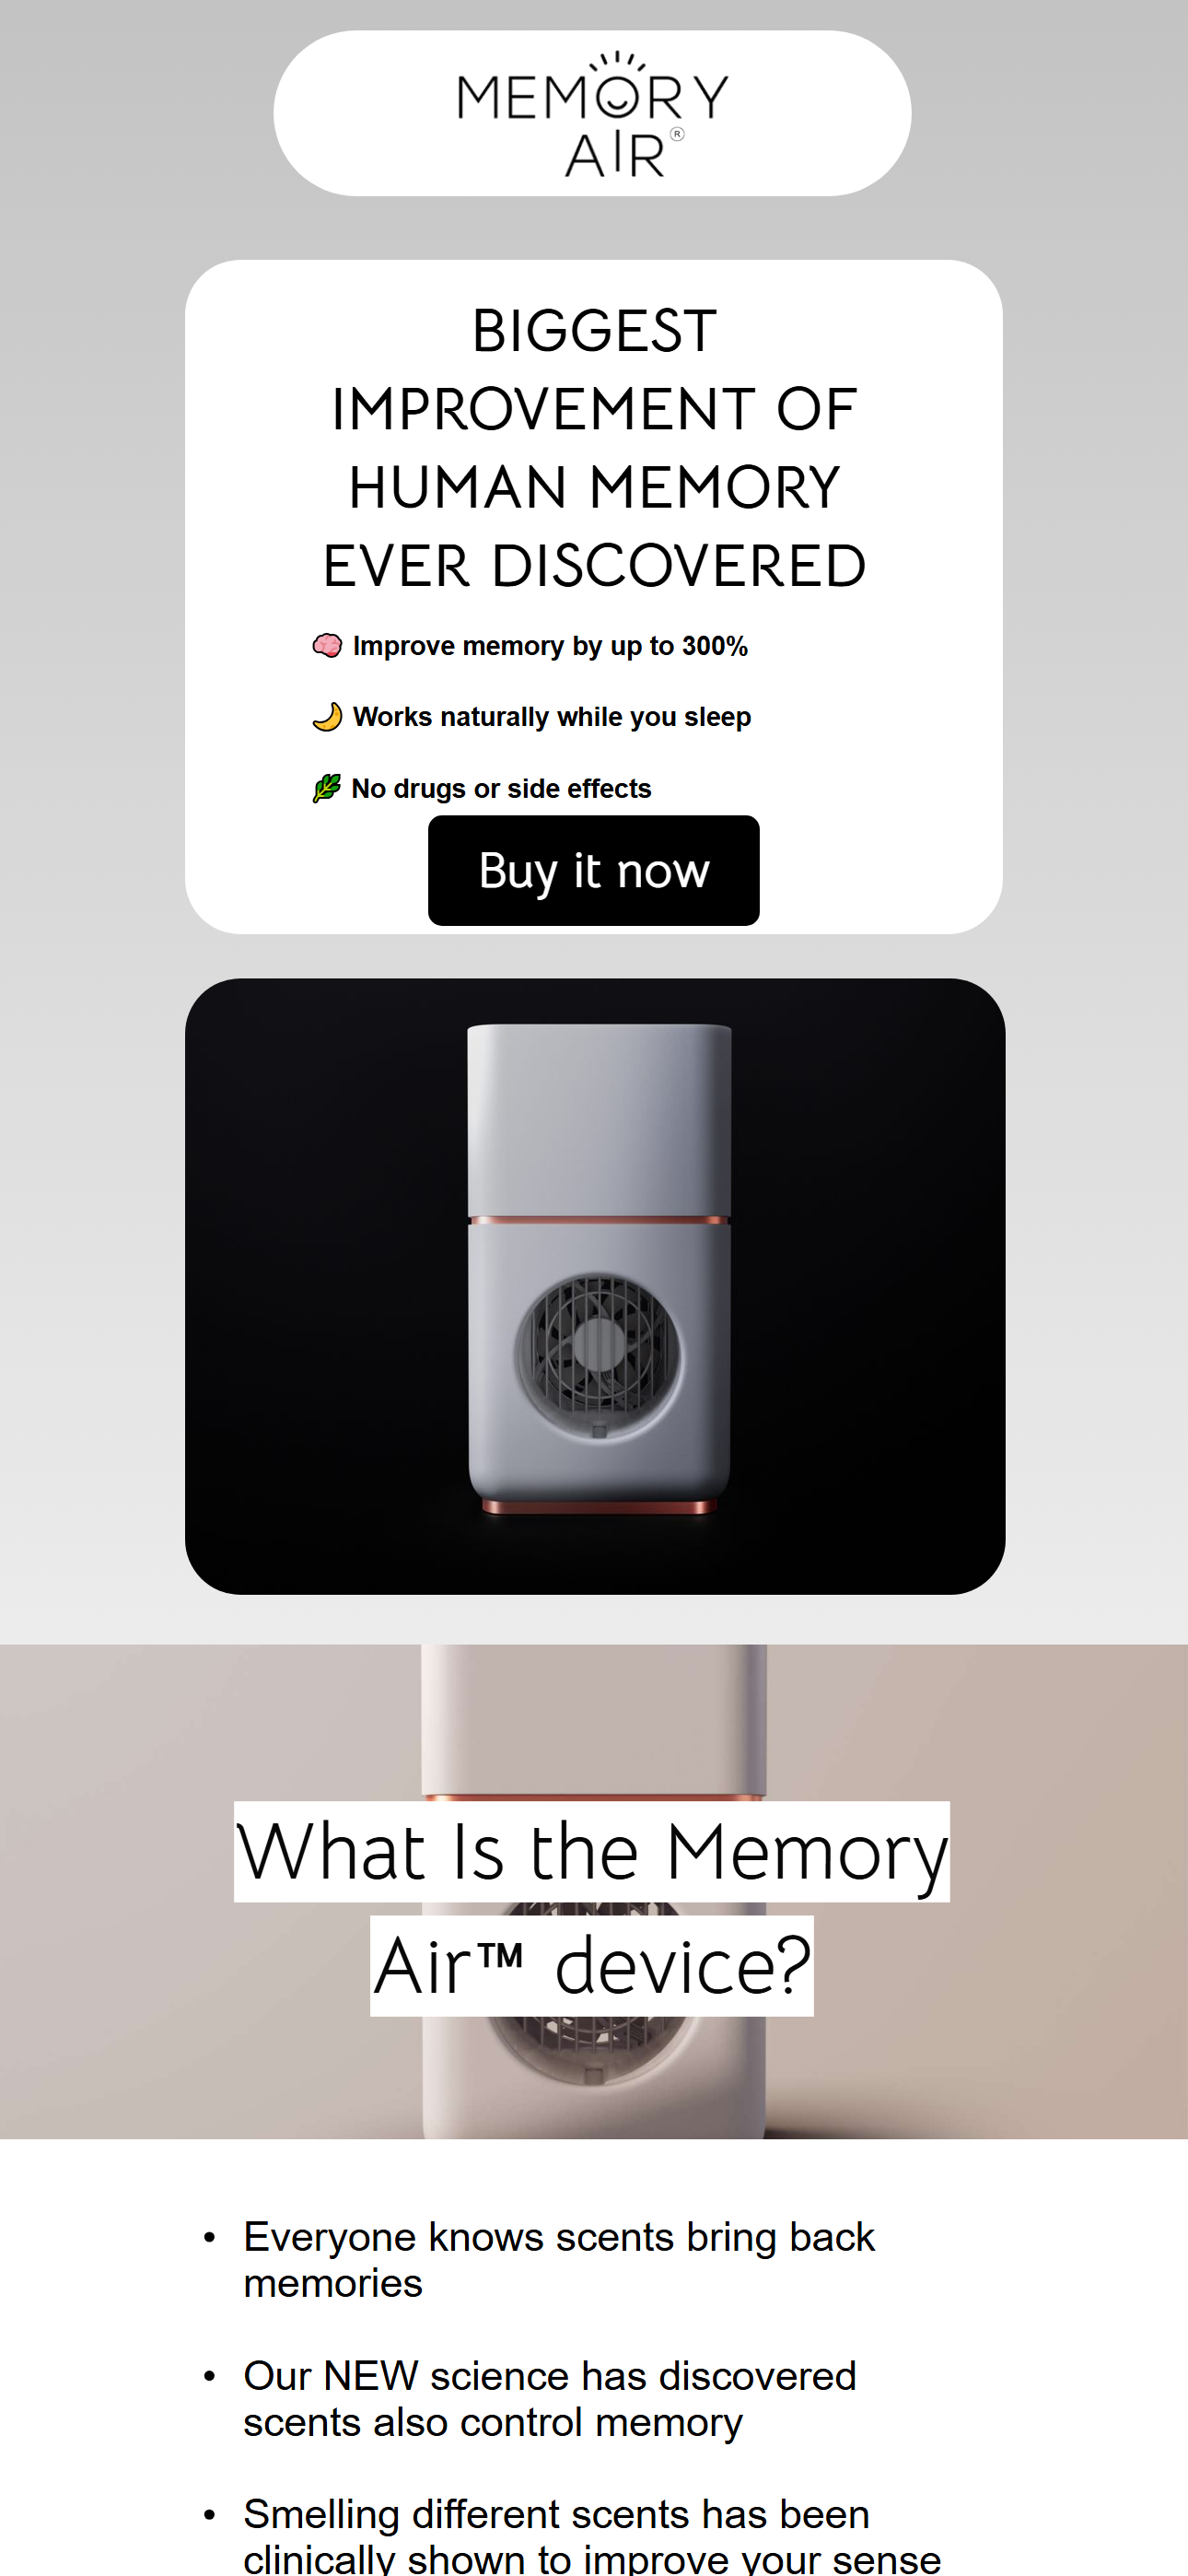 MEMORY
AIR®
BIGGEST
IMPROVEMENT OF
HUMAN MEMORY
EVER DISCOVERED
🧠 Improve memory by up to 300%
🌙 Works naturally while you sleep
🌿 No drugs or side effects
Buy it now
What Is the Memory
Air™ device?
• Everyone knows scents bring back
memories
• Our NEW science has discovered
scents also control memory
• Smelling different scents has been
clinically shown to improve your sense